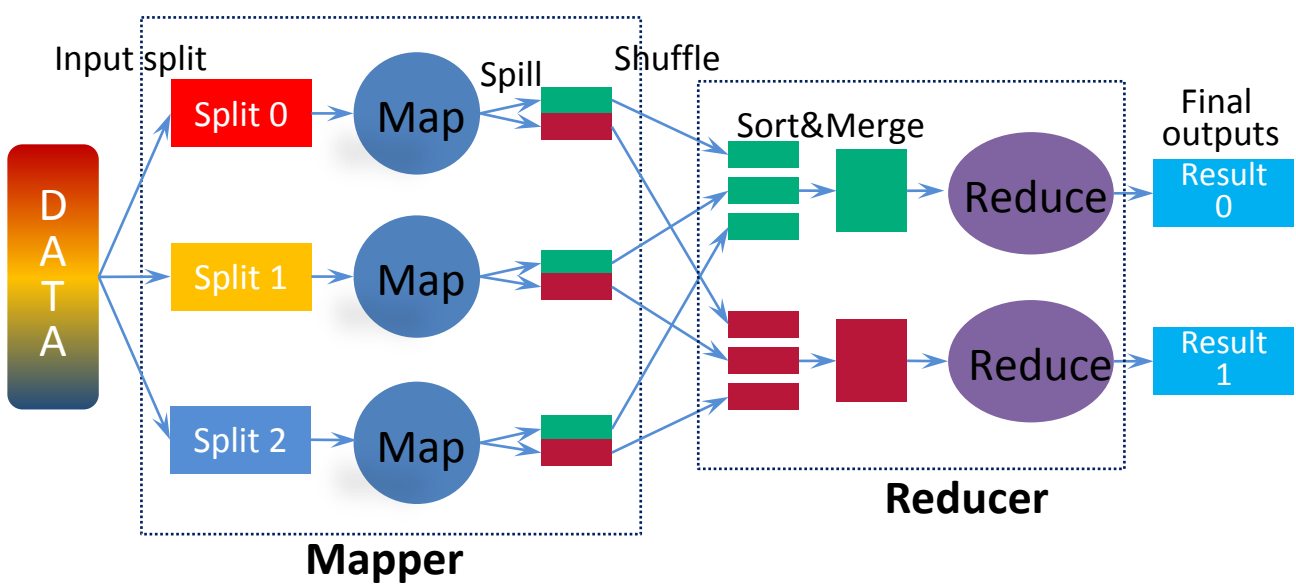 Input split
Spill
Shuffle
DATA
Split 0
Map
Split 1
Map
Split 2
Map
Mapper
Sort&Merge
Reduce
Reduce
Reducer
Final
outputs
Result
0
Result
1